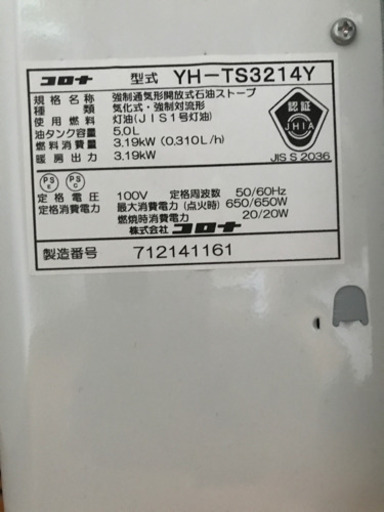 コロナ 型式 YH-TS3214Y
規格名称 強制通気形開放式石油ストーブ
種類 気化式・強制対流形
使用燃料 灯油(JIS1号灯油)
油タンク容量 5.0L
燃料消費量 3.19kW (0.310L/h)
暖房出力 3.19kW
認証
JHIA
JIS S 2036
PS E
PS C
定格電圧 100V 定格周波数 50/60Hz
定格消費電力 最大消費電力(点火時)650/650W
燃焼時消費電力 20/20W
株式会社 コロナ
製造番号 712141161